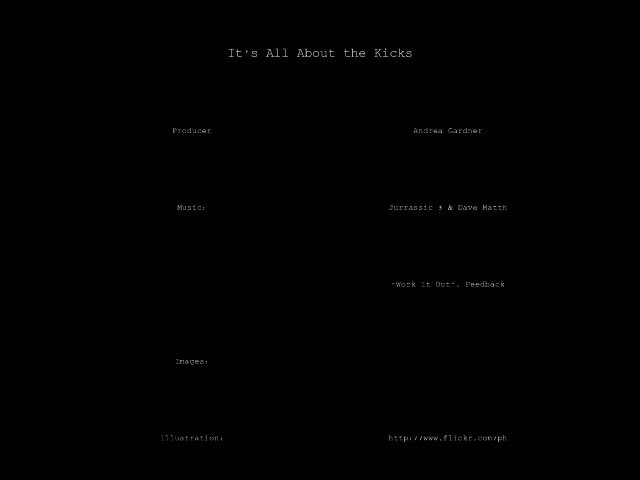 It's All About the Kicks
Producer Andrea Gardner
Music: Jurrassic 5 & Dave Matth
"Work It Out". Feedback
Images:
Illustration: http://www.flickr.com/ph